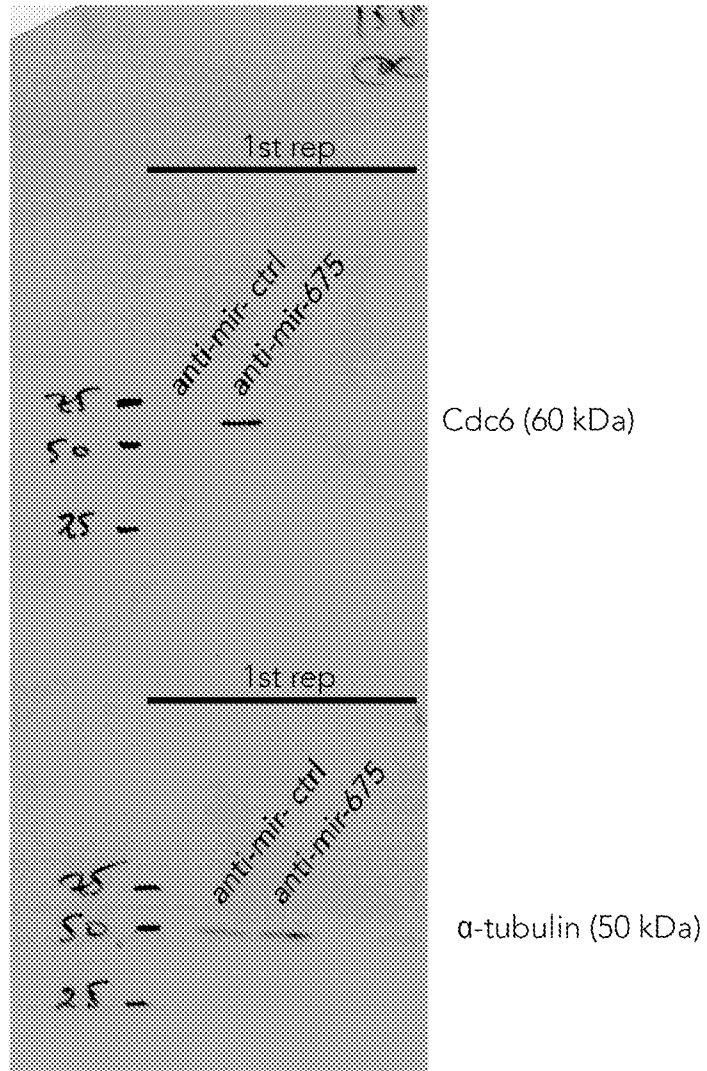 1st rep
anti-mir- ctrl
anti-mir-675
75
50
25
Cdc6 (60 kDa)
1st rep
anti-mir- ctrl
anti-mir-675
75
50
25
α-tubulin (50 kDa)